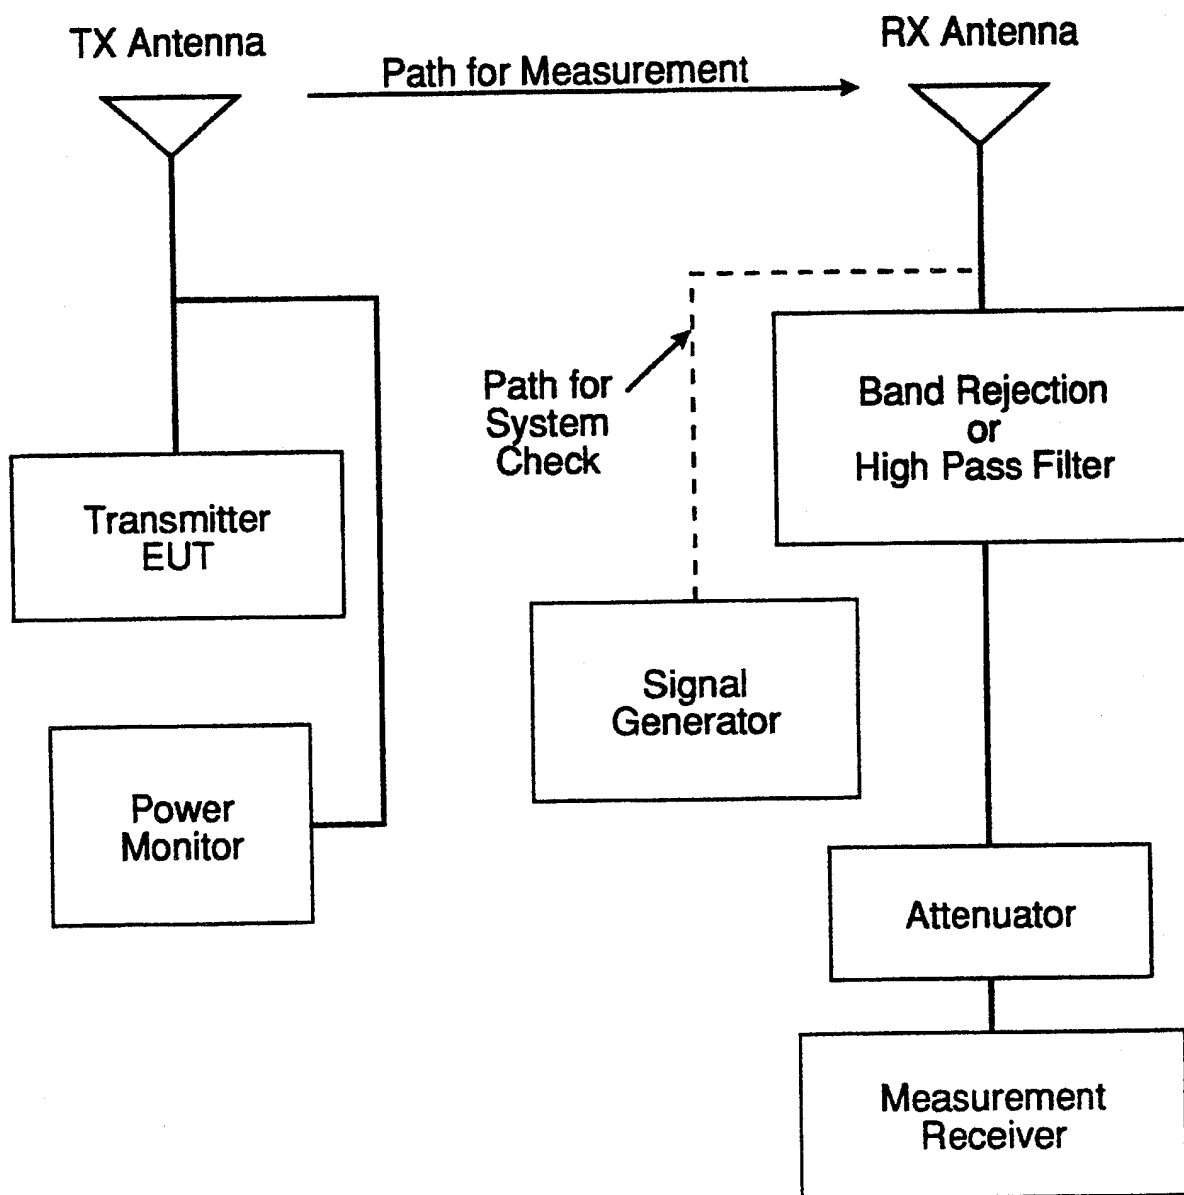 TX Antenna
RX Antenna
Path for Measurement
Path for
System
Check
Band Rejection
or
High Pass Filter
Transmitter
EUT
Signal
Generator
Power
Monitor
Attenuator
Measurement
Receiver